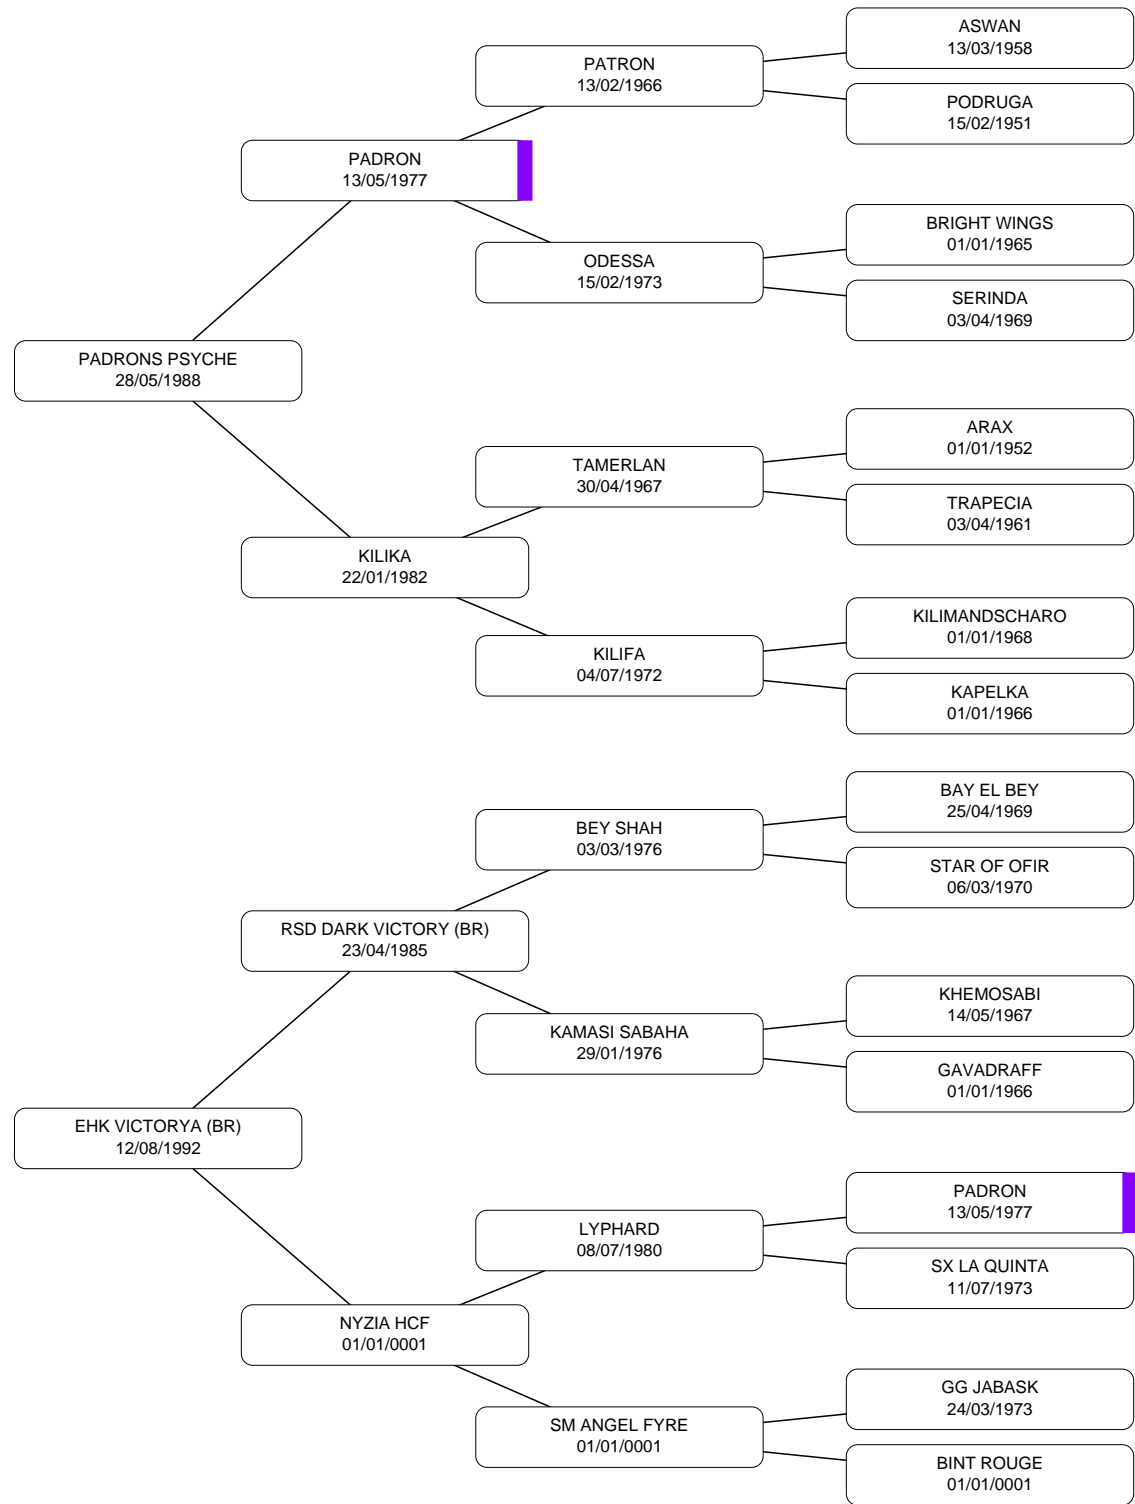 ASWAN
13/03/1958
PATRON
13/02/1966
PODRUGA
15/02/1951
PADRON
13/05/1977
BRIGHT WINGS
01/01/1965
ODESSA
15/02/1973
SERINDA
03/04/1969
PADRONS PSYCHE
28/05/1988
ARAX
01/01/1952
TAMERLAN
30/04/1967
TRAPECIA
03/04/1961
KILIKA
22/01/1982
KILIMANDSCHARO
01/01/1968
KILIFA
04/07/1972
KAPELKA
01/01/1966
BAY EL BEY
25/04/1969
BEY SHAH
03/03/1976
STAR OF OFIR
06/03/1970
RSD DARK VICTORY (BR)
23/04/1985
KHEMOSABI
14/05/1967
KAMASI SABAHA
29/01/1976
GAVADRAFF
01/01/1966
EHK VICTORYA (BR)
12/08/1992
PADRON
13/05/1977
LYPHARD
08/07/1980
SX LA QUINTA
11/07/1973
NYZIA HCF
01/01/0001
GG JABASK
24/03/1973
SM ANGEL FYRE
01/01/0001
BINT ROUGE
01/01/0001